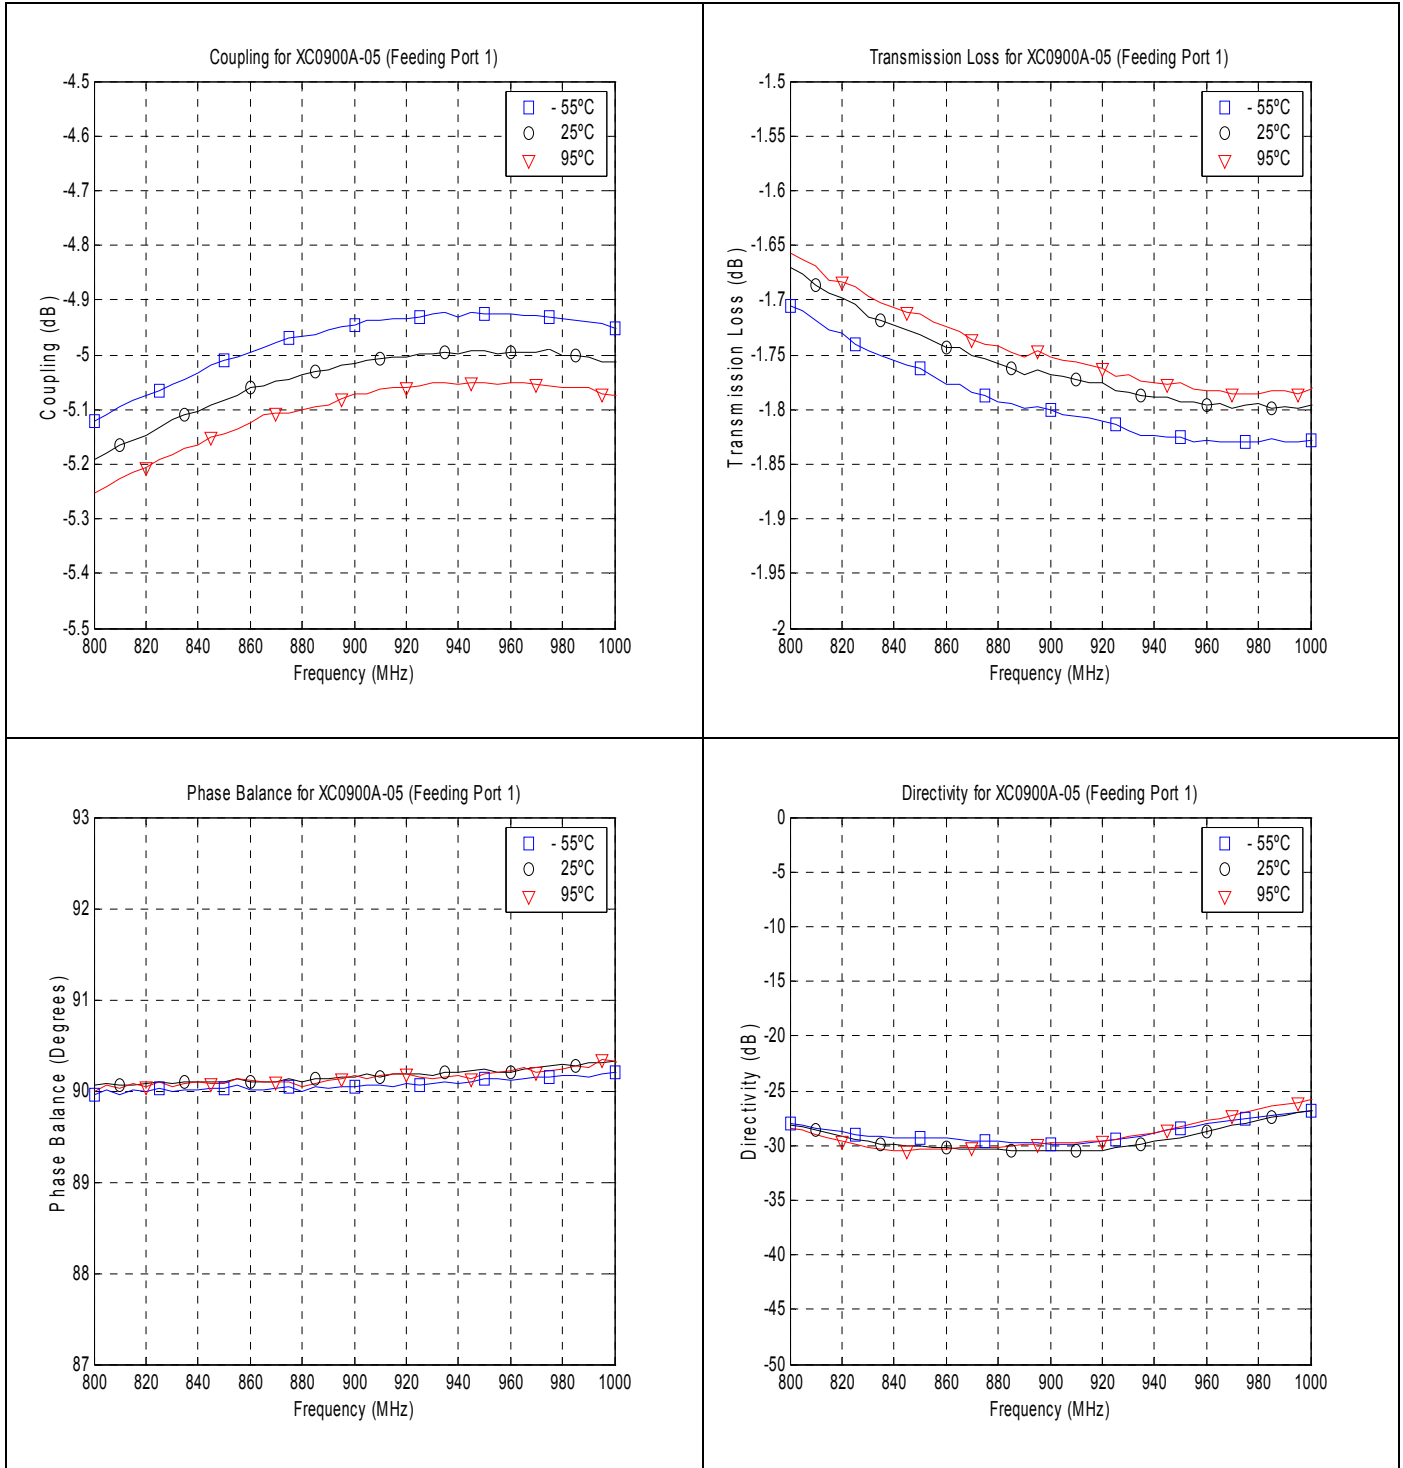 Coupling for XC0900A-05 (Feeding Port 1)
-4.5
-4.6
-4.7
-4.8
-4.9
-5
-5.1
-5.2
-5.3
-5.4
-5.5
Coupling (dB)
- 55ºC
25ºC
95ºC
800 820 840 860 880 900 920 940 960 980 1000
Frequency (MHz)
Transmission Loss for XC0900A-05 (Feeding Port 1)
-1.5
-1.55
-1.6
-1.65
-1.7
-1.75
-1.8
-1.85
-1.9
-1.95
-2
Transmission Loss (dB)
- 55ºC
25ºC
95ºC
800 820 840 860 880 900 920 940 960 980 1000
Frequency (MHz)
Phase Balance for XC0900A-05 (Feeding Port 1)
93
92
91
90
89
88
87
Phase Balance (Degrees)
- 55ºC
25ºC
95ºC
800 820 840 860 880 900 920 940 960 980 1000
Frequency (MHz)
Directivity for XC0900A-05 (Feeding Port 1)
0
-5
-10
-15
-20
-25
-30
-35
-40
-45
-50
Directivity (dB)
- 55ºC
25ºC
95ºC
800 820 840 860 880 900 920 940 960 980 1000
Frequency (MHz)